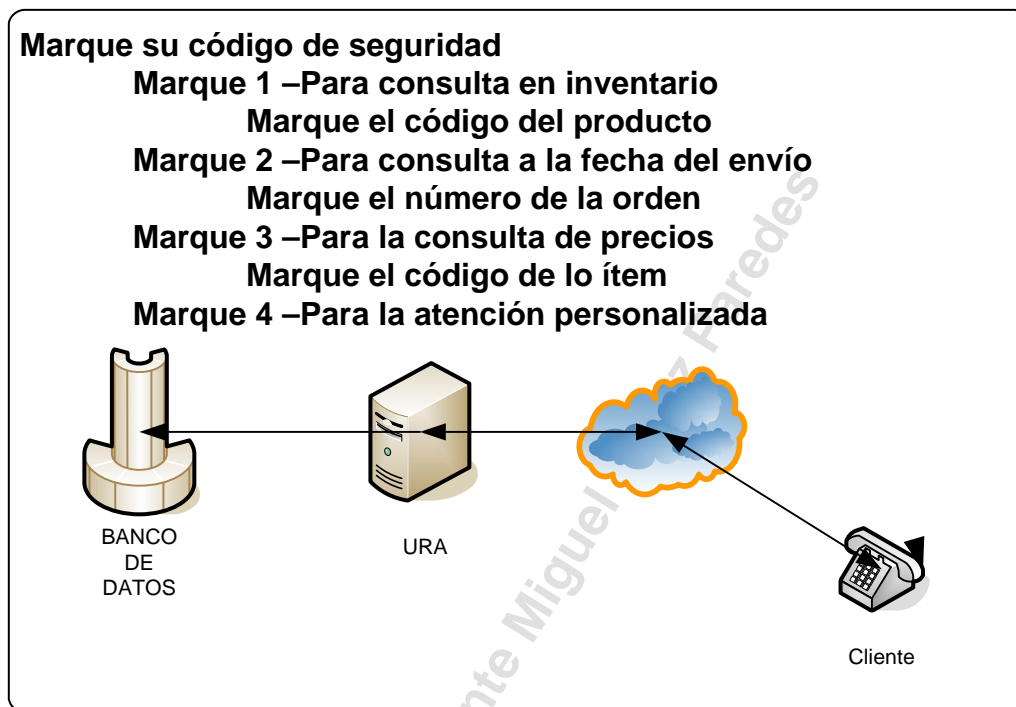 Marque su código de seguridad
Marque 1 –Para consulta en inventario
Marque el código del producto
Marque 2 –Para consulta a la fecha del envío
Marque el número de la orden
Marque 3 –Para la consulta de precios
Marque el código de lo ítem
Marque 4 –Para la atención personalizada
BANCO
DE
DATOS
URA
Cliente
Miguel Paredes